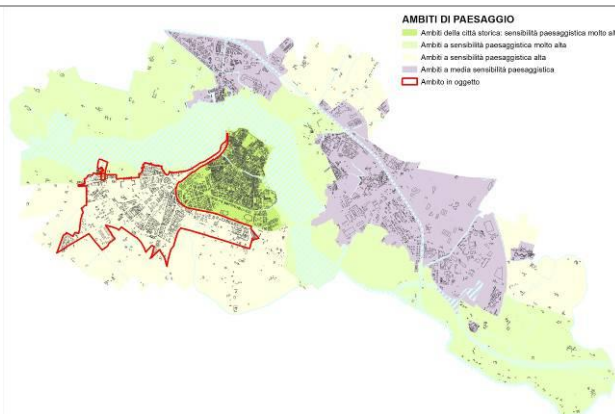 AMBITI DI PAESAGGIO
Ambiti della città storica: sensibilità paesaggistica molto al
Ambiti a sensibilità paesaggistica molto alta
Ambiti a sensibilità paesaggistica alta
Ambiti a media sensibilità paesaggistica
Ambito in oggetto